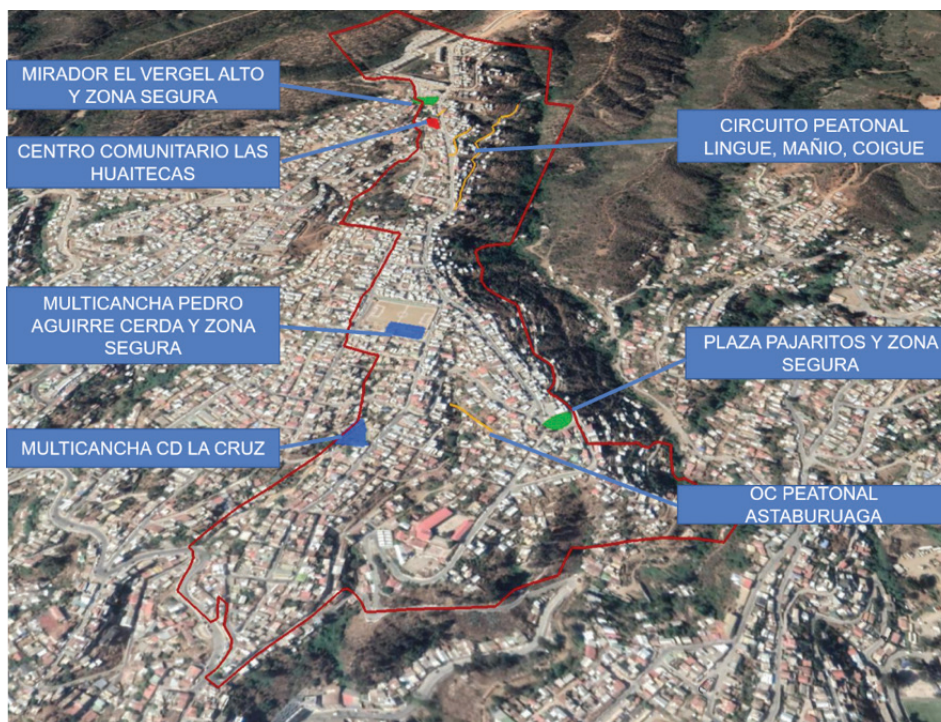 MIRADOR EL VERGEL ALTO
Y ZONA SEGURA
CENTRO COMUNITARIO LAS
HUAITECAS
CIRCUITO PEATONAL
LINGUE, MAÑIO, COIGUE
MULTICANCHA PEDRO
AGUIRRE CERDA Y ZONA
SEGURA
PLAZA PAJARITOS Y ZONA
SEGURA
MULTICANCHA CD LA CRUZ
OC PEATONAL
ASTABURUAGA